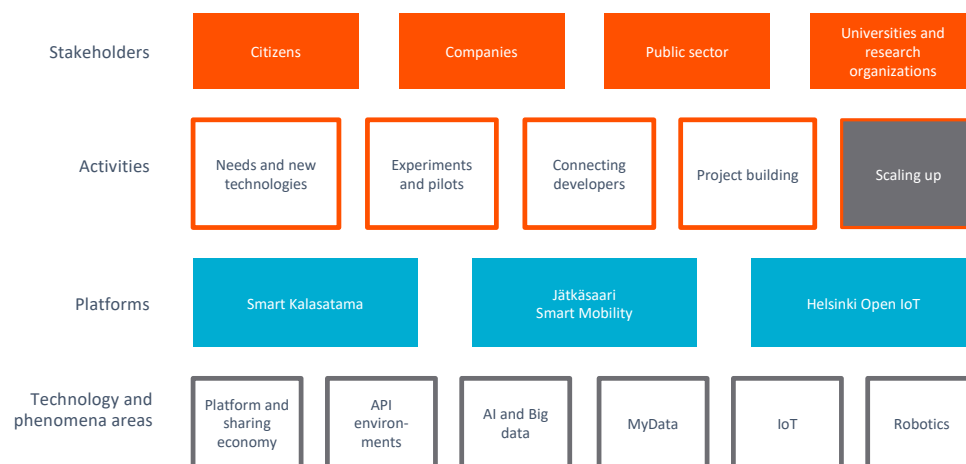 Stakeholders
Citizens
Companies
Public sector
Universities and
research
organizations
Activities
Needs and new
technologies
Experiments
and pilots
Connecting
developers
Project building
Scaling up
Platforms
Smart Kalasatama
Jätkäsaari
Smart Mobility
Helsinki Open IoT
Technology and
phenomena areas
Platform and
sharing
economy
API
environ-
ments
AI and Big
data
MyData
IoT
Robotics